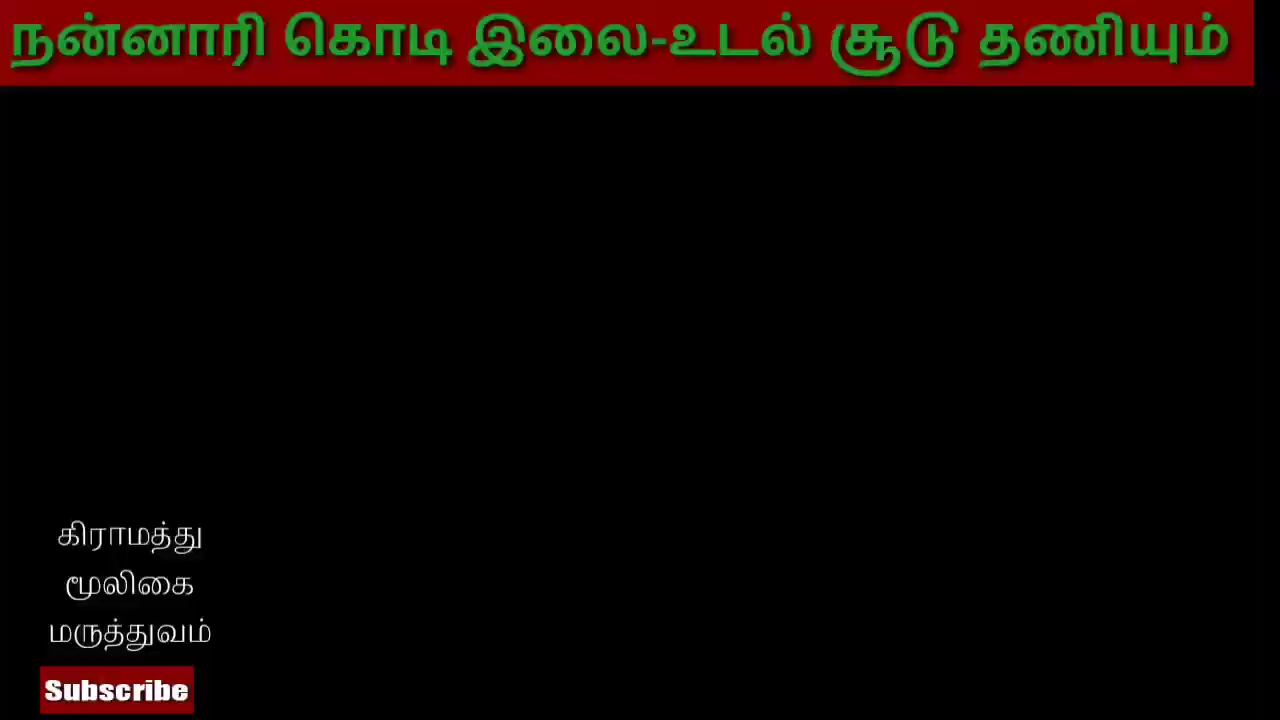 நன்னாரி கொடி இலை-உடல் சூடு தணியும்
கிராமத்து
மூலிகை
மருத்துவம்
Subscribe